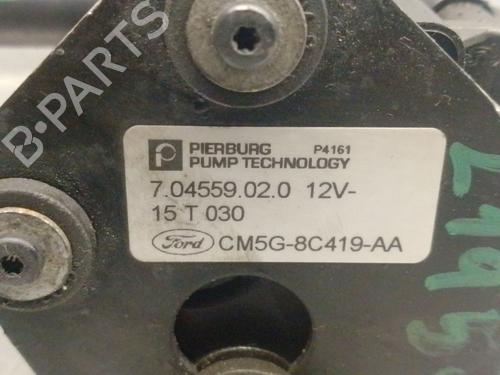 B-PARTS
PIERBURG P4161
PUMP TECHNOLOGY
7.04559.02.0 12V-
15 T 030
Ford CM5G-8C419-AA